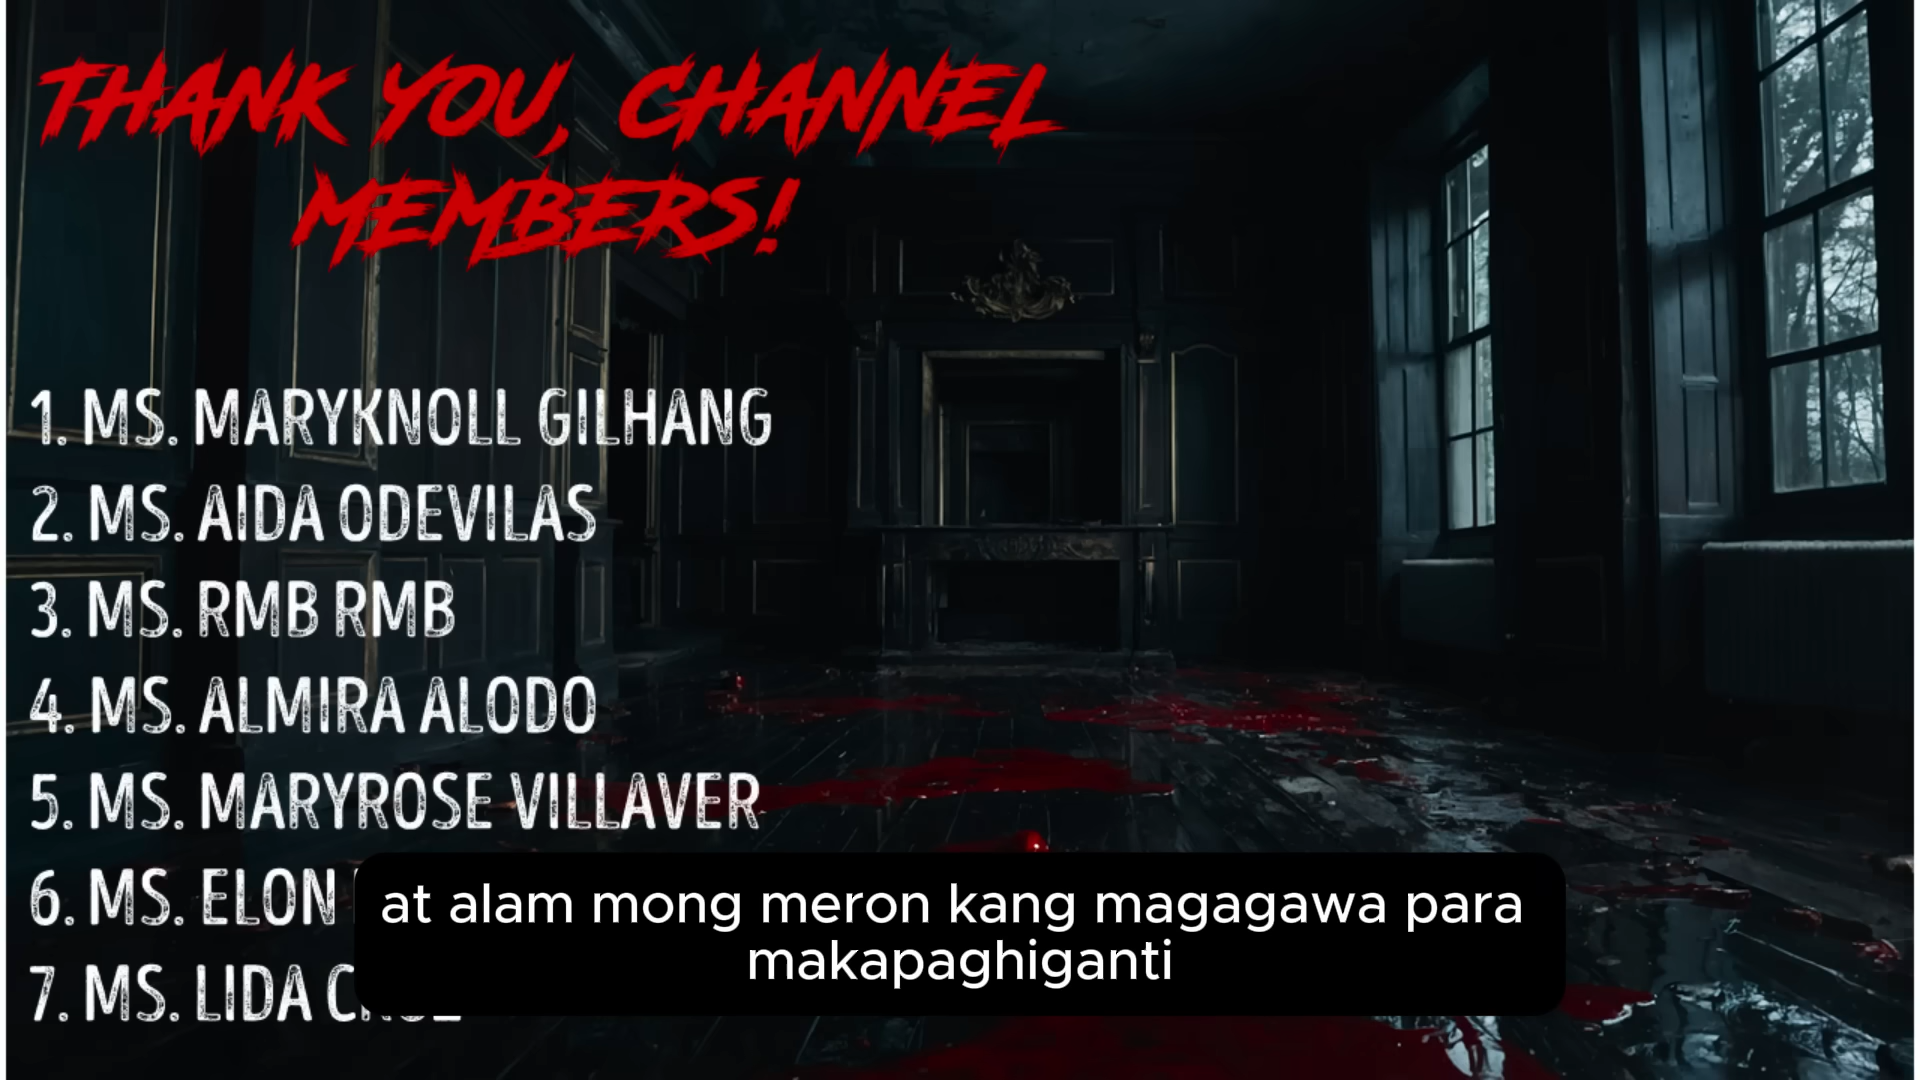 THANK YOU, CHANNEL
MEMBERS!
1. MS. MARYKNOLL GILHANG
2. MS. AIDA ODEVILAS
3. MS. RMB RMB
4. MS. ALMIRA ALODO
5. MS. MARYROSE VILLAVER
6. MS. ELON
7. MS. LIDA
at alam mong meron kang magagawa para
makapaghiganti